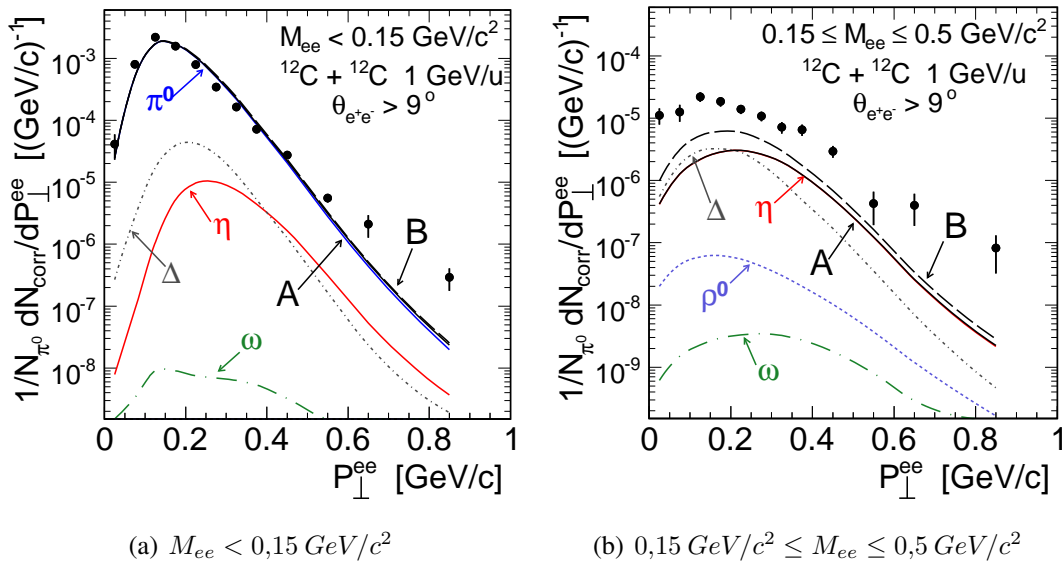 M_ee < 0.15 GeV/c²
¹²C + ¹²C 1 GeV/u
θ_e⁺e⁻ > 9°
π⁰
Δ
η
A
B
ω
1/N_π⁰ dN_corr/dP_⊥^ee [(GeV/c)⁻¹]
10⁻³
10⁻⁴
10⁻⁵
10⁻⁶
10⁻⁷
10⁻⁸
0 0.2 0.4 0.6 0.8 1
P_⊥^ee [GeV/c]
(a) M_ee < 0,15 GeV/c²
0.15 ≤ M_ee ≤ 0.5 GeV/c²
¹²C + ¹²C 1 GeV/u
θ_e⁺e⁻ > 9°
Δ
η
A
B
ρ⁰
ω
1/N_π⁰ dN_corr/dP_⊥^ee [(GeV/c)⁻¹]
10⁻⁴
10⁻⁵
10⁻⁶
10⁻⁷
10⁻⁸
10⁻⁹
0 0.2 0.4 0.6 0.8 1
P_⊥^ee [GeV/c]
(b) 0,15 GeV/c² ≤ M_ee ≤ 0,5 GeV/c²